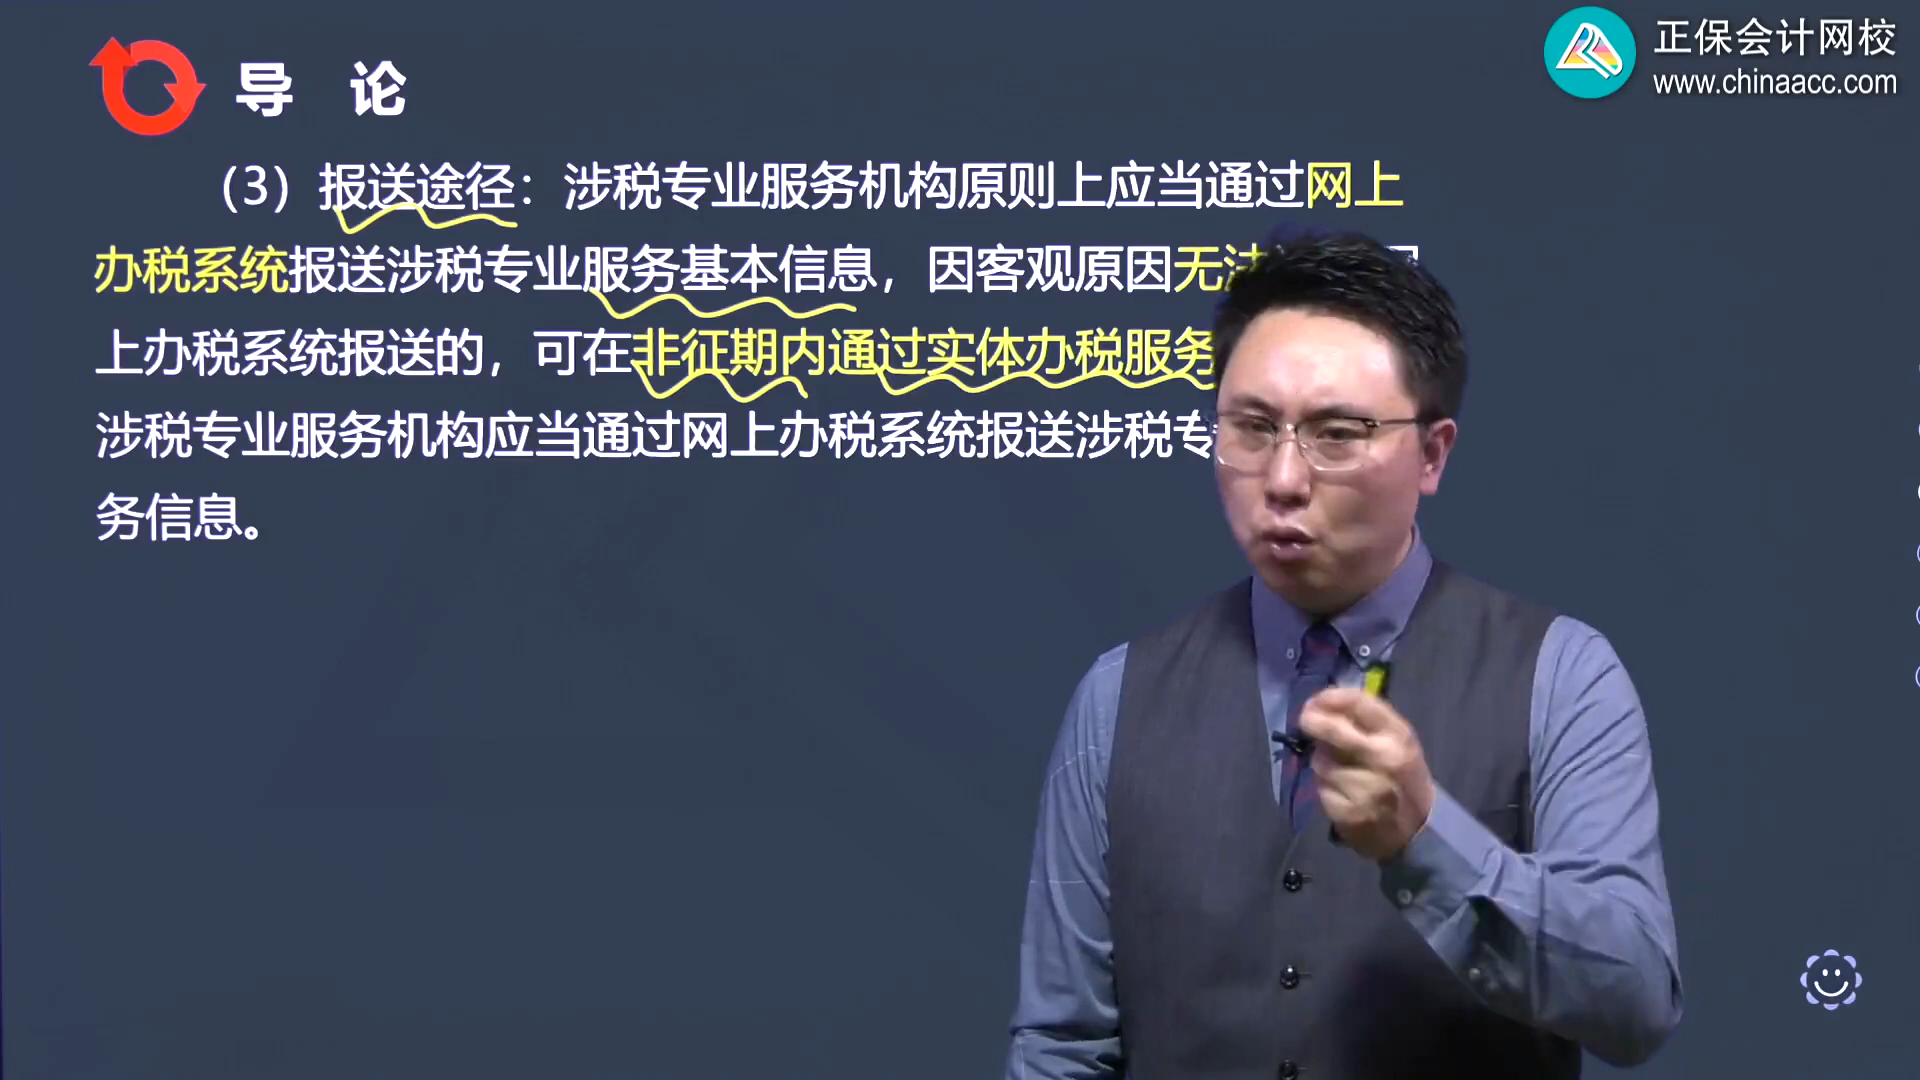 正保会计网校
www.chinaacc.com
导 论
（3）报送途径：涉税专业服务机构原则上应当通过网上
办税系统报送涉税专业服务基本信息，因客观原因无法
上办税系统报送的，可在非征期内通过实体办税服务
涉税专业服务机构应当通过网上办税系统报送涉税专
务信息。